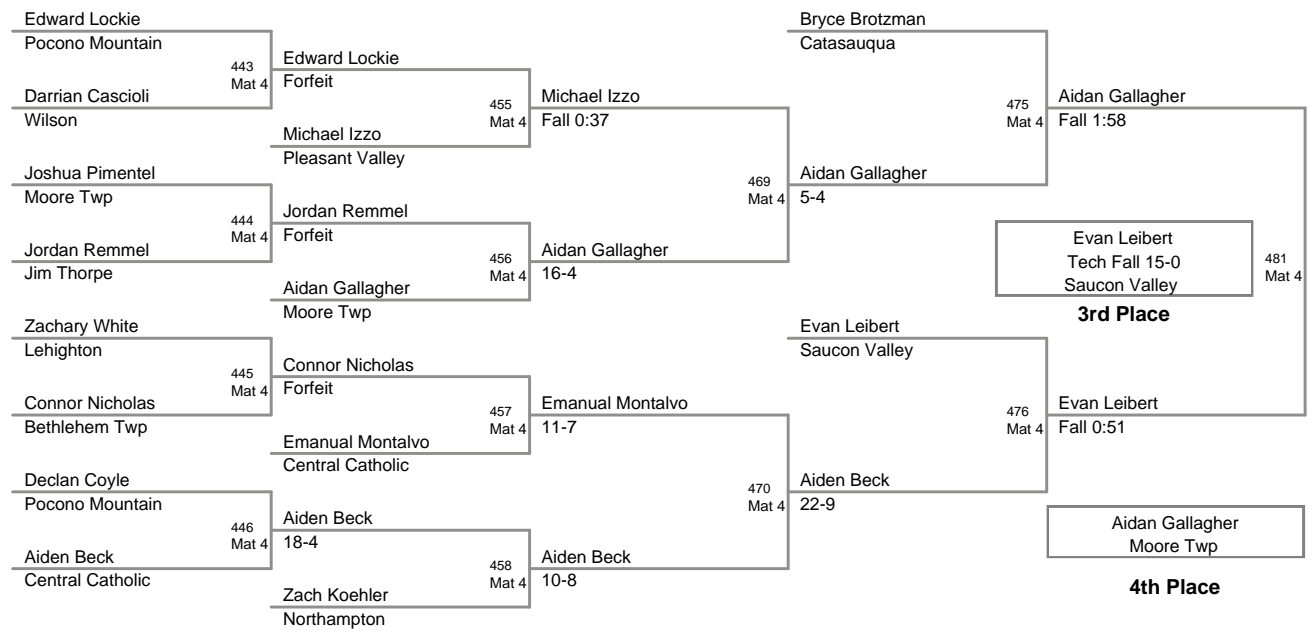 Edward Lockie
Pocono Mountain
443
Mat 4
Darrian Cascioli
Wilson
Edward Lockie
Forfeit
455
Mat 4
Michael Izzo
Pleasant Valley
Joshua Pimentel
Moore Twp
444
Mat 4
Jordan Remmel
Jim Thorpe
Jordan Remmel
Forfeit
456
Mat 4
Aidan Gallagher
Moore Twp
Michael Izzo
Fall 0:37
469
Mat 4
Aidan Gallagher
16-4
Zachary White
Lehighton
445
Mat 4
Connor Nicholas
Bethlehem Twp
Connor Nicholas
Forfeit
457
Mat 4
Emanual Montalvo
Central Catholic
Declan Coyle
Pocono Mountain
446
Mat 4
Aiden Beck
Central Catholic
Aiden Beck
18-4
458
Mat 4
Zach Koehler
Northampton
Emanual Montalvo
11-7
470
Mat 4
Aiden Beck
10-8
Bryce Brotzman
Catasauqua
475
Mat 4
Aidan Gallagher
5-4
Aidan Gallagher
Fall 1:58
Evan Leibert
Tech Fall 15-0
Saucon Valley
3rd Place
481
Mat 4
Evan Leibert
Saucon Valley
476
Mat 4
Aiden Beck
22-9
Evan Leibert
Fall 0:51
Aidan Gallagher
Moore Twp
4th Place